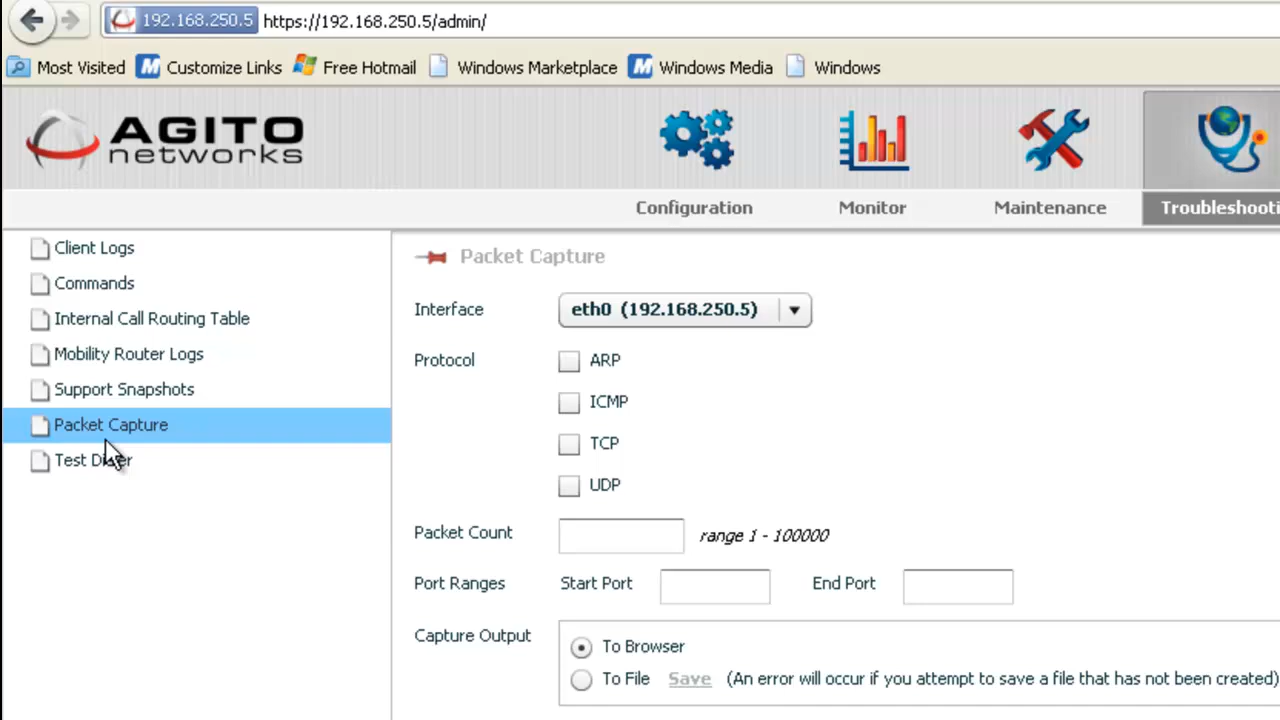 192.168.250.5 https://192.168.250.5/admin/
Most Visited Customize Links Free Hotmail Windows Marketplace Windows Media Windows
AGITO
networks
Configuration Monitor Maintenance Troubleshooti
Client Logs
Commands
Internal Call Routing Table
Mobility Router Logs
Support Snapshots
Packet Capture
Test Dialer
Packet Capture
Interface eth0 (192.168.250.5)
Protocol ARP
ICMP
TCP
UDP
Packet Count range 1 - 100000
Port Ranges Start Port End Port
Capture Output To Browser
To File Save (An error will occur if you attempt to save a file that has not been created)